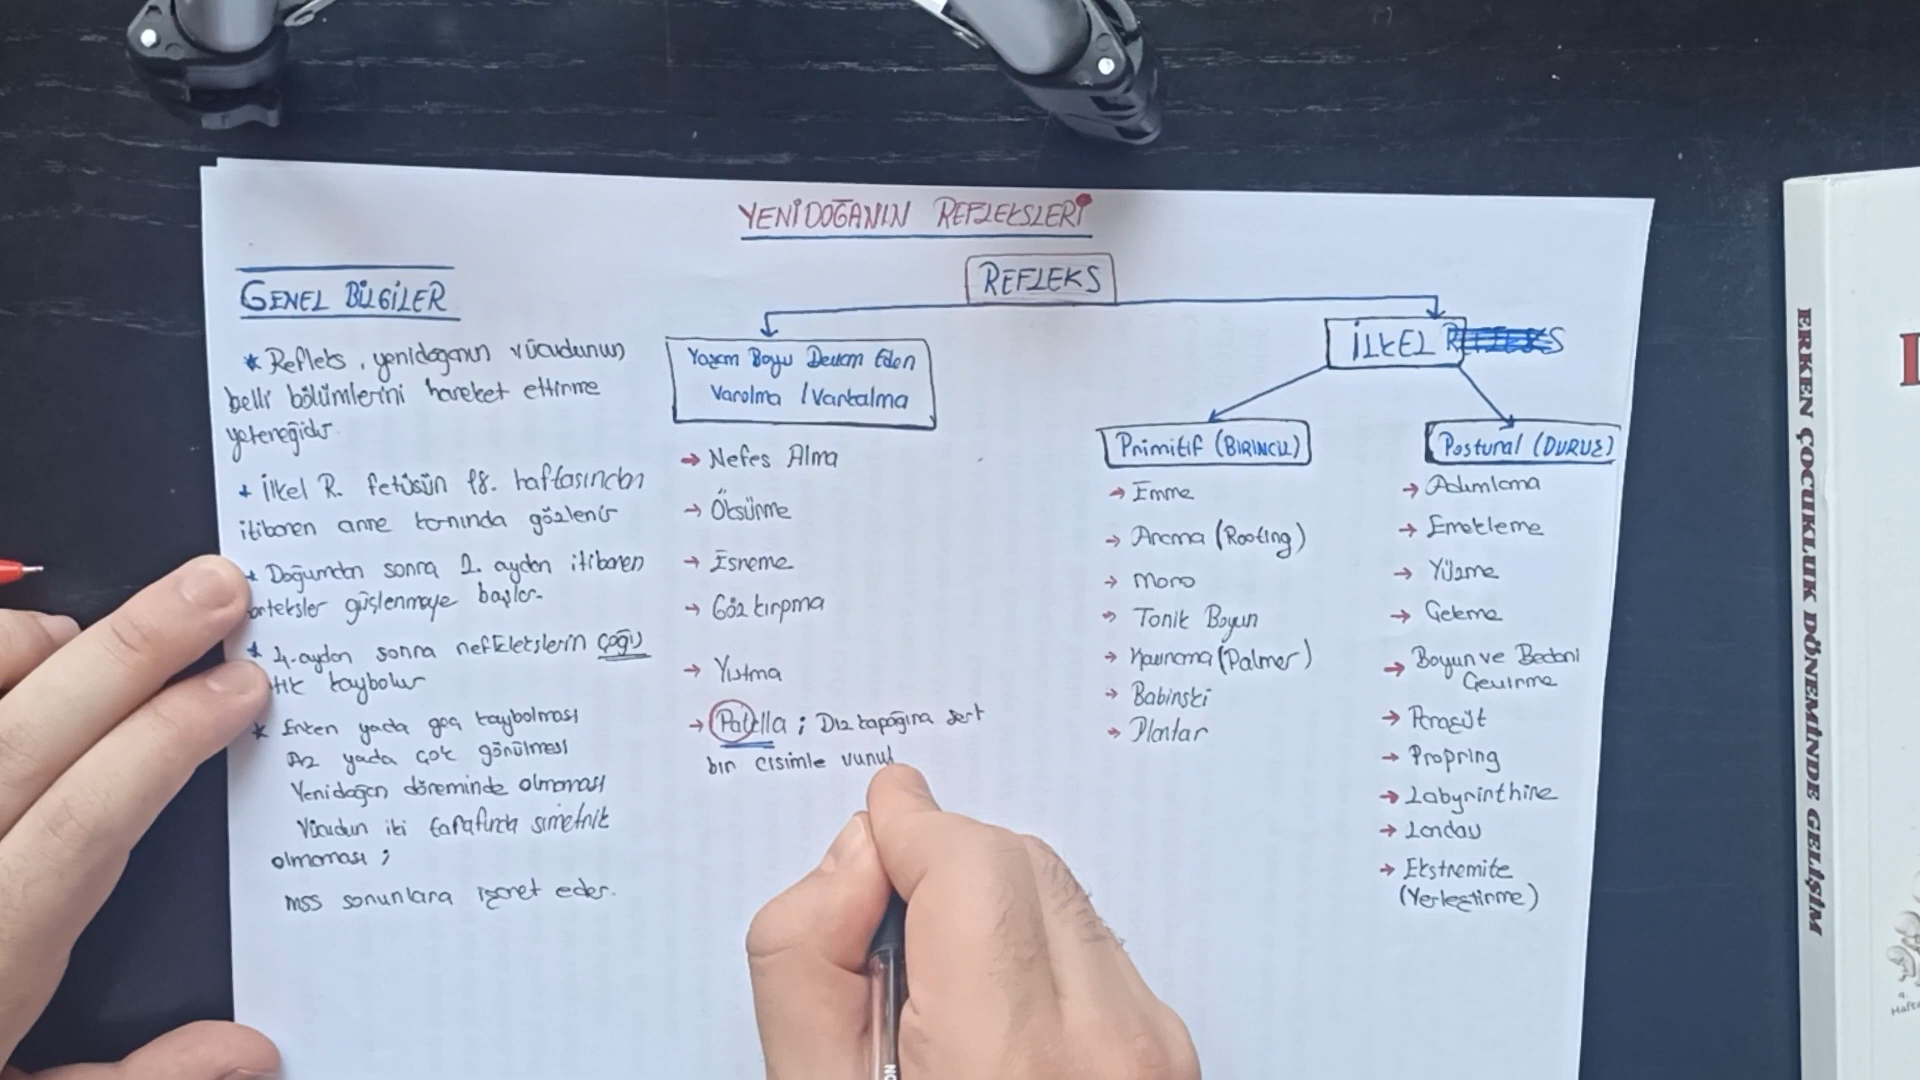 YENİDOĞANIN REFLEKSLERİ
REFLEKS
GENEL BİLGİLER
* Refleks, yenidoğanın vücudunun
belli bölümlerini hareket ettirme
yeteneğidir
* İlkel R. fetüsün 18. haftasından
itibaren anne karnında gözlenir
* Doğumdan sonra 2. aydan itibaren
korteksler güçlenmeye başlar.
* 4. aydan sonra reflekslerin çoğu
tık kaybolur
* Erken yada geç kaybolması
Az yada çok görülmesi
Yenidoğan döneminde olmaması
Vücudun iki tarafında simetrik
olmaması ;
MSS sorunlara işaret eder.
Yaşam Boyu Devam Eden
Varolma / Varkalma
→ Nefes Alma
→ Öksürme
→ Esneme
→ Göz kırpma
→ Yutma
→ Patella ; Diz kapağına sert
bir cisimle vurul
İLKEL
Primitif (BİRİNCİL)
→ Emme
→ Arama (Rooting)
→ Moro
→ Tonik Boyun
→ Kavrama (Palmer)
→ Babinski
→ Plantar
Postural (DURUŞ)
→ Adımlama
→ Emekleme
→ Yüzme
→ Çekme
→ Boyun ve Bedeni
Çevirme
→ Paraşüt
→ Propring
→ Labyrinthine
→ Landau
→ Ekstremite
(Yerleştirme)
ERKEN ÇOCUKLUK DÖNEMİNDE GELİŞİM